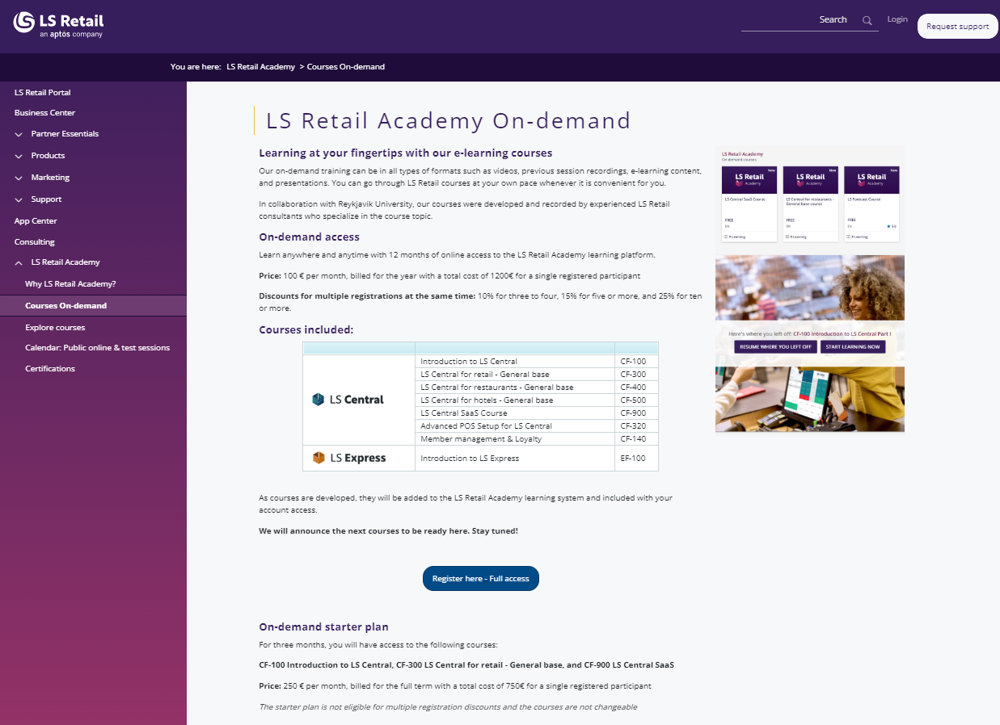 LS Retail
an aptos company
Search
Login
Request support
You are here: LS Retail Academy > Courses On-demand
LS Retail Portal
Business Center
Partner Essentials
Products
Marketing
Support
App Center
Consulting
LS Retail Academy
Why LS Retail Academy?
Courses On-demand
Explore courses
Calendar: Public online & test sessions
Certifications
LS Retail Academy On-demand
Learning at your fingertips with our e-learning courses
Our on-demand training can be in all types of formats such as videos, previous session recordings, e-learning content,
and presentations. You can go through LS Retail courses at your own pace whenever it is convenient for you.
In collaboration with Reykjavik University, our courses were developed and recorded by experienced LS Retail
consultants who specialize in the course topic.
On-demand access
Learn anywhere and anytime with 12 months of online access to the LS Retail Academy learning platform.
Price: 100 € per month, billed for the year with a total cost of 1200€ for a single registered participant
Discounts for multiple registrations at the same time: 10% for three to four, 15% for five or more, and 25% for ten
or more.
Courses included:
LS Central
Introduction to LS Central CF-100
LS Central for retail - General base CF-300
LS Central for restaurants - General base CF-400
LS Central for hotels - General base CF-500
LS Central SaaS Course CF-900
Advanced POS Setup for LS Central CF-320
Member management & Loyalty CF-140
LS Express Introduction to LS Express EF-100
As courses are developed, they will be added to the LS Retail Academy learning system and included with your
account access.
We will announce the next courses to be ready here. Stay tuned!
Register here - Full access
On-demand starter plan
For three months, you will have access to the following courses:
CF-100 Introduction to LS Central, CF-300 LS Central for retail - General base, and CF-900 LS Central SaaS
Price: 250 € per month, billed for the full term with a total cost of 750€ for a single registered participant
The starter plan is not eligible for multiple registration discounts and the courses are not changeable
LS Retail Academy
On-demand courses
New
LS Retail
Academy
LS Central SaaS Course
FREE
EN
E-Learning
New
LS Retail
Academy
LS Central for restaurants -
General base course
FREE
EN
E-Learning
New
LS Retail
Academy
LS Forecast Course
FREE
EN
5.0
E-Learning
Here's where you left off: CF-100 Introduction to LS Central Part I
RESUME WHERE YOU LEFT OFF
START LEARNING NOW